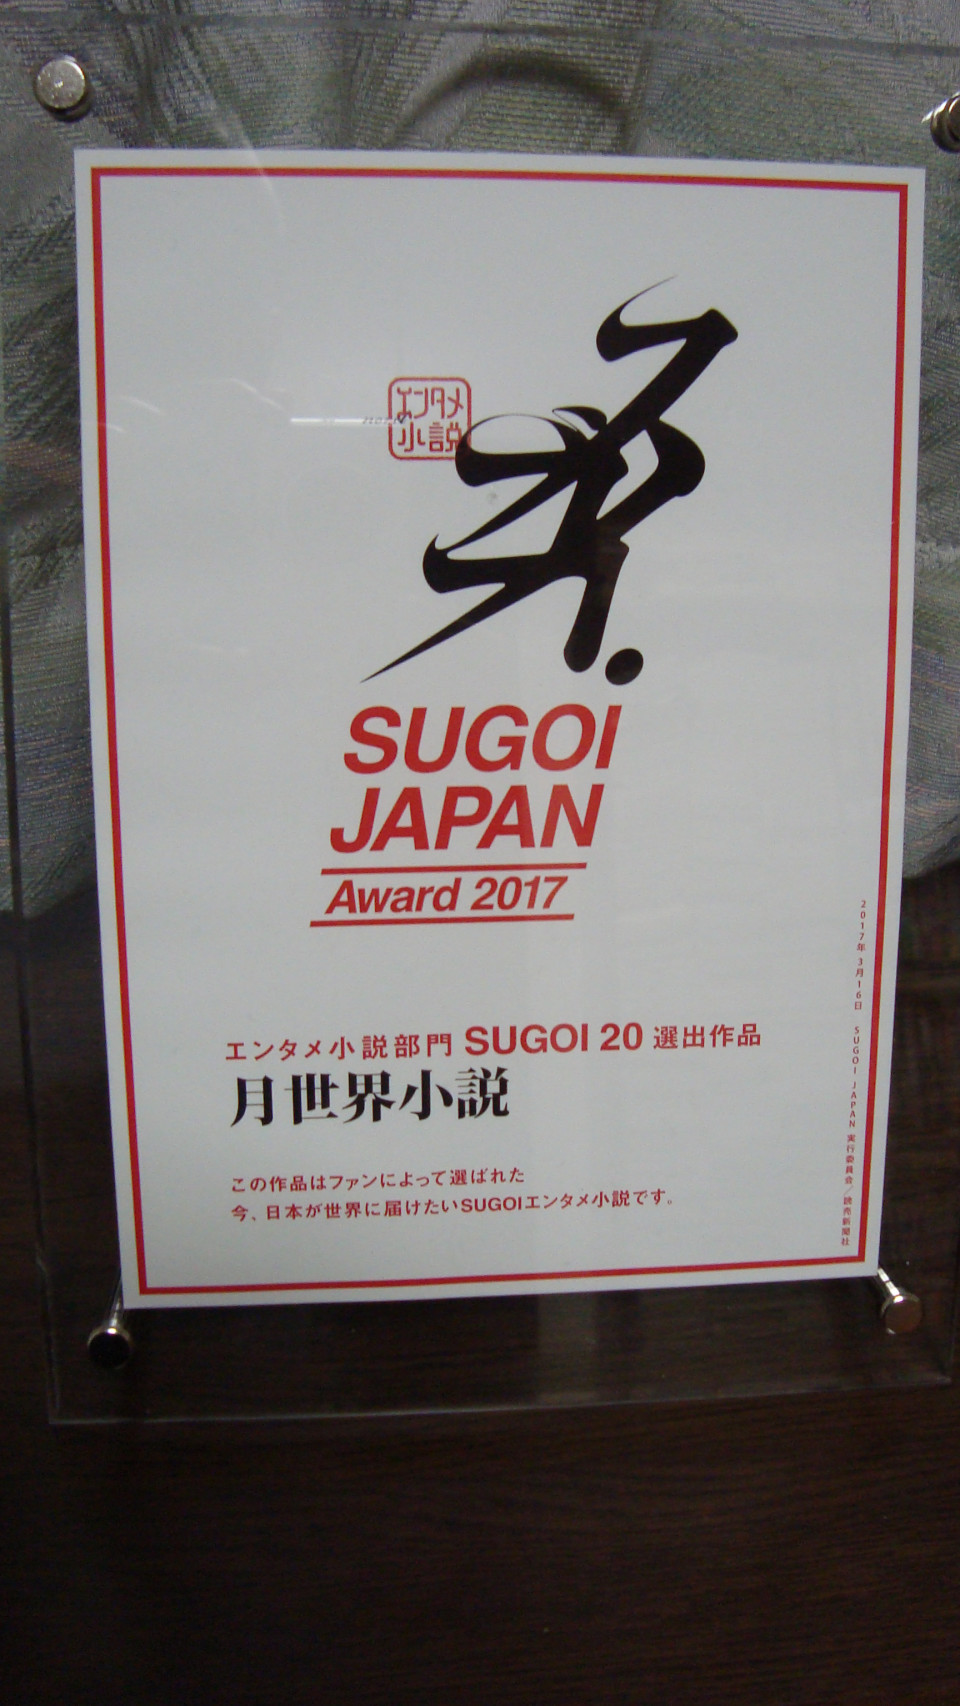 エンタメ
小説
SUGOI
JAPAN
Award 2017
エンタメ小説部門 SUGOI 20 選出作品
月世界小説
この作品はファンによって選ばれた
今、日本が世界に届けたいSUGOIエンタメ小説です。
2017年3月16日 SUGOI JAPAN 実行委員会／読売新聞社